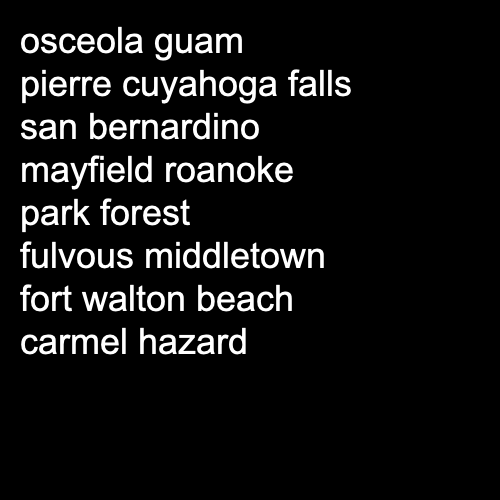 osceola guam
pierre cuyahoga falls
san bernardino
mayfield roanoke
park forest
fulvous middletown
fort walton beach
carmel hazard